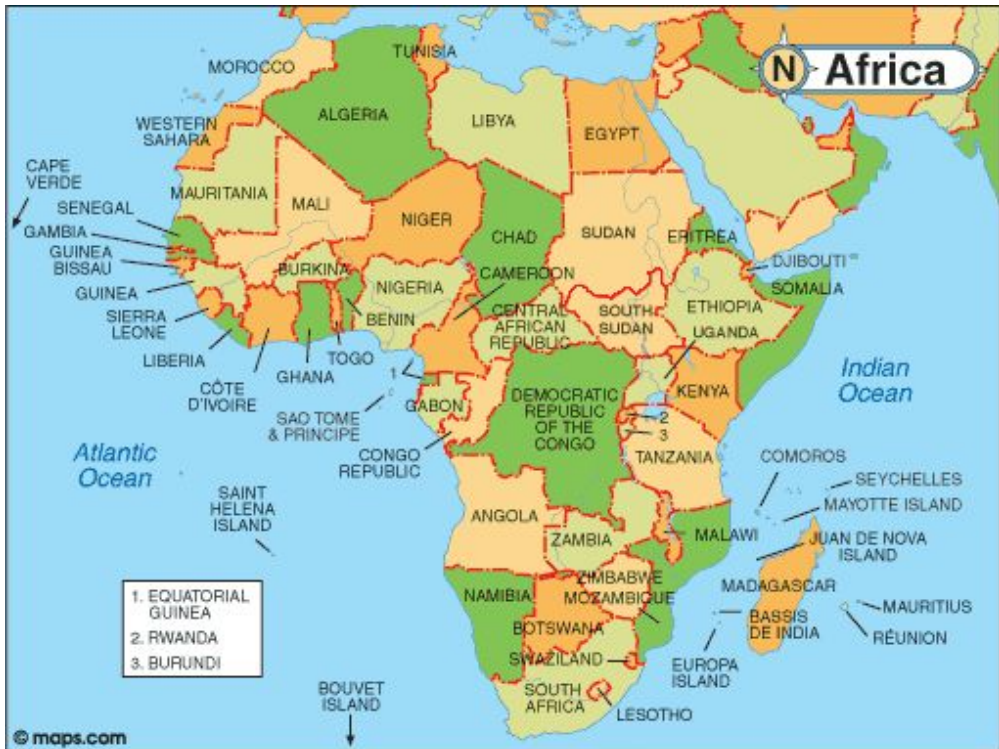 N Africa
MOROCCO
TUNISIA
ALGERIA
LIBYA
EGYPT
WESTERN
SAHARA
CAPE
VERDE
MAURITANIA
MALI
NIGER
CHAD
SUDAN
ERITREA
SENEGAL
GAMBIA
GUINEA
BISSAU
GUINEA
SIERRA
LEONE
LIBERIA
CÔTE
D'IVOIRE
BURKINA
GHANA
TOGO
BENIN
NIGERIA
CAMEROON
CENTRAL
AFRICAN
REPUBLIC
SOUTH
SUDAN
DJIBOUTI
SOMALIA
ETHIOPIA
UGANDA
KENYA
Indian
Ocean
1
SAO TOME
& PRINCIPE
GABON
CONGO
REPUBLIC
DEMOCRATIC
REPUBLIC
OF THE
CONGO
2
3
TANZANIA
Atlantic
Ocean
SAINT
HELENA
ISLAND
ANGOLA
ZAMBIA
MALAWI
COMOROS
SEYCHELLES
MAYOTTE ISLAND
JUAN DE NOVA
ISLAND
MADAGASCAR
MAURITIUS
RÉUNION
BASSIS
DE INDIA
EUROPA
ISLAND
ZIMBABWE
MOZAMBIQUE
NAMIBIA
BOTSWANA
SWAZILAND
SOUTH
AFRICA
LESOTHO
1. EQUATORIAL
GUINEA
2. RWANDA
3. BURUNDI
BOUVET
ISLAND
© maps.com